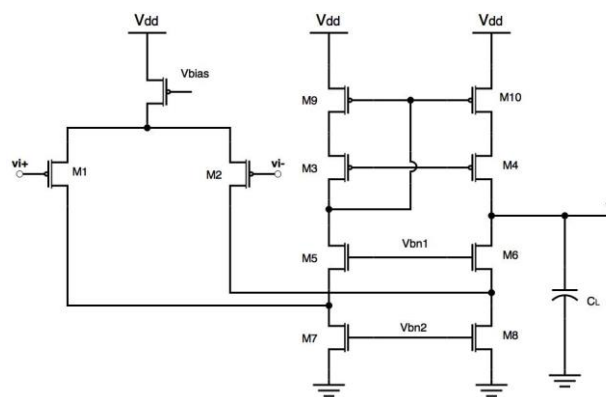 Vdd
Vdd
Vdd
Vbias
M9
M10
vi+
M1
M2
vi-
M3
M4
M5
Vbn1
M6
M7
Vbn2
M8
CL